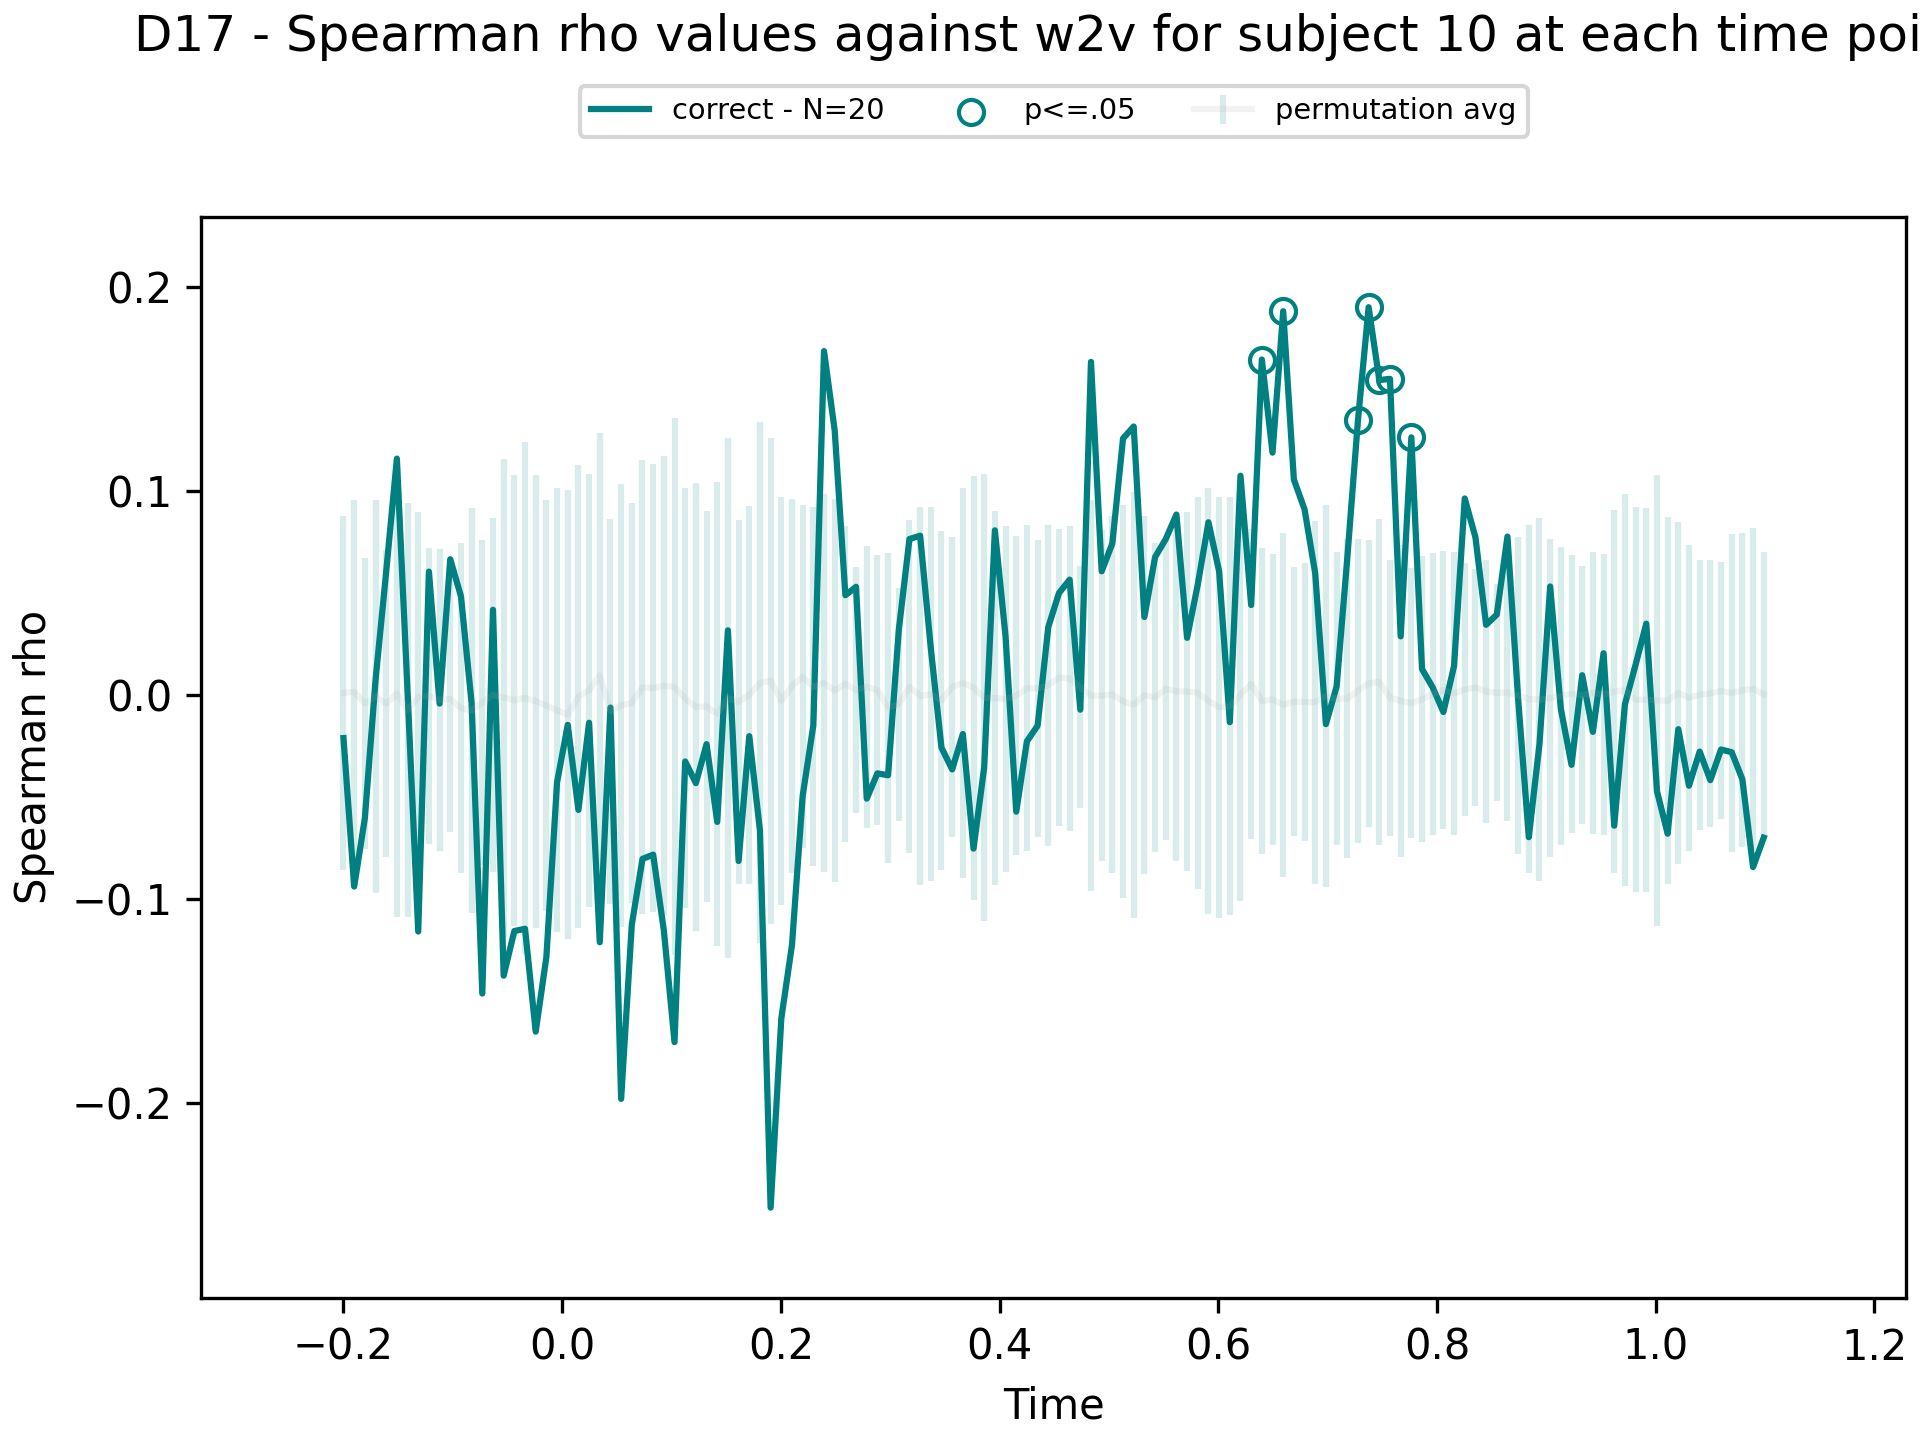 D17 - Spearman rho values against w2v for subject 10 at each time poi
correct - N=20 p<=.05 permutation avg
Spearman rho
0.2
0.1
0.0
−0.1
−0.2
−0.2 0.0 0.2 0.4 0.6 0.8 1.0 1.2
Time